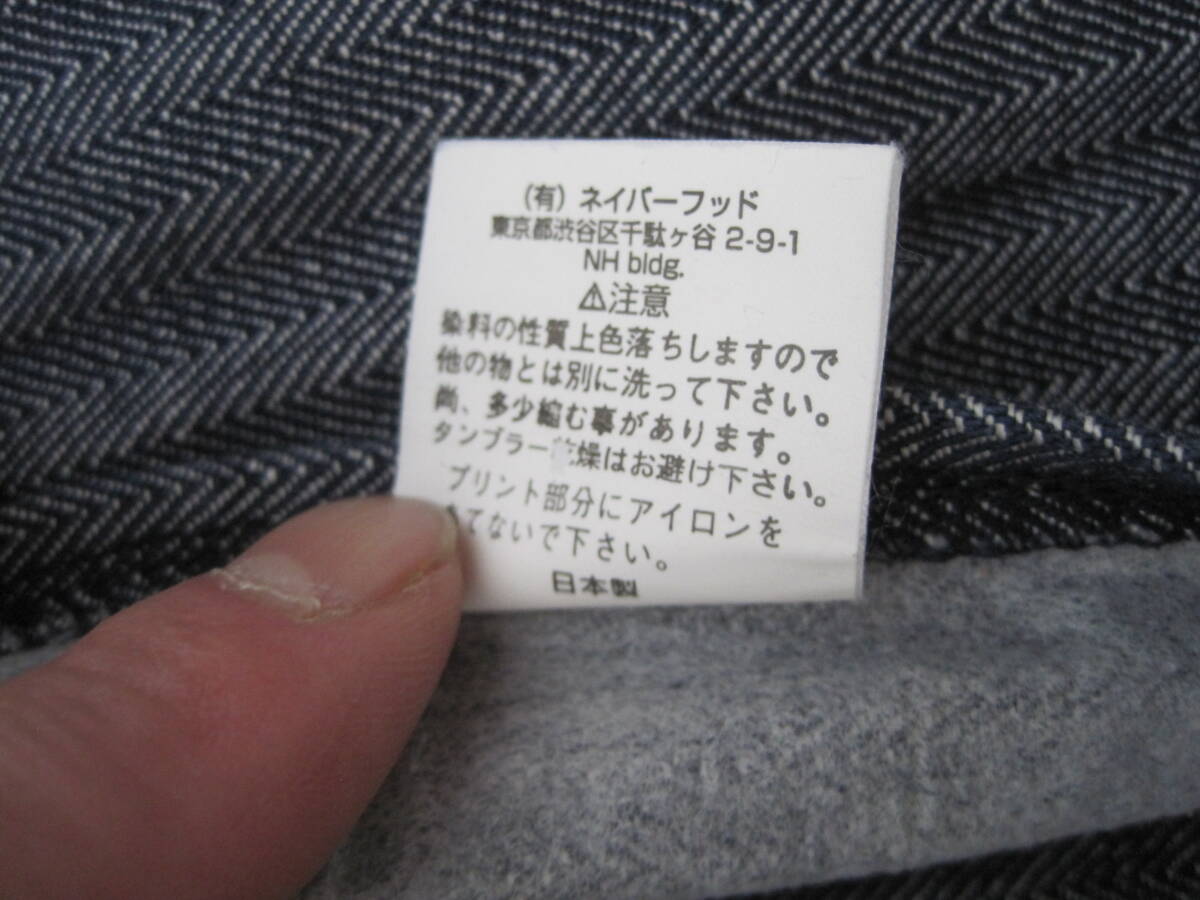 (有) ネイバーフッド
東京都渋谷区千駄ヶ谷 2-9-1
NH bldg.
⚠注意
染料の性質上色落ちしますので
他の物とは別に洗って下さい。
尚、多少縮む事があります。
タンブラー乾燥はお避け下さい。
プリント部分にアイロンを
てないで下さい。
日本製